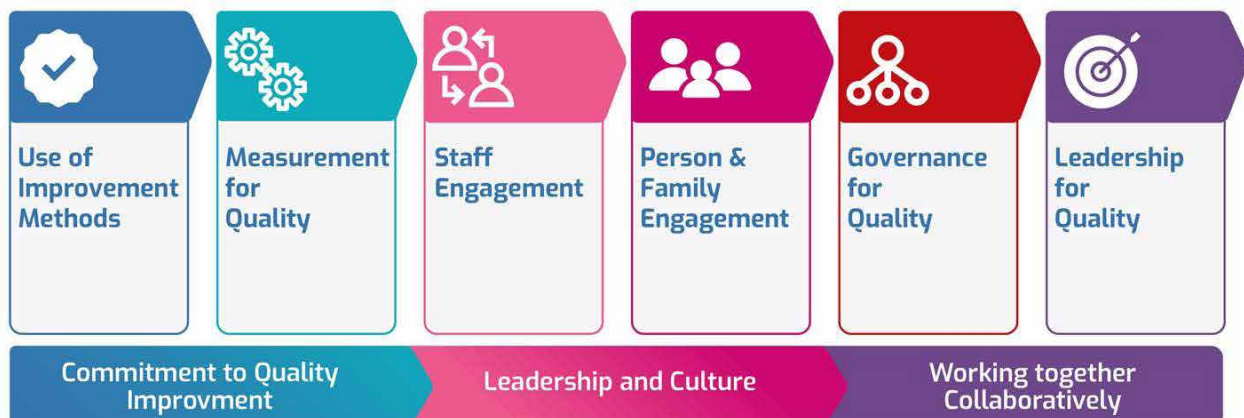 Use of
Improvement
Methods
Measurement
for
Quality
Staff
Engagement
Person &
Family
Engagement
Governance
for
Quality
Leadership
for
Quality
Commitment to Quality
Improvment
Leadership and Culture
Working together
Collaboratively